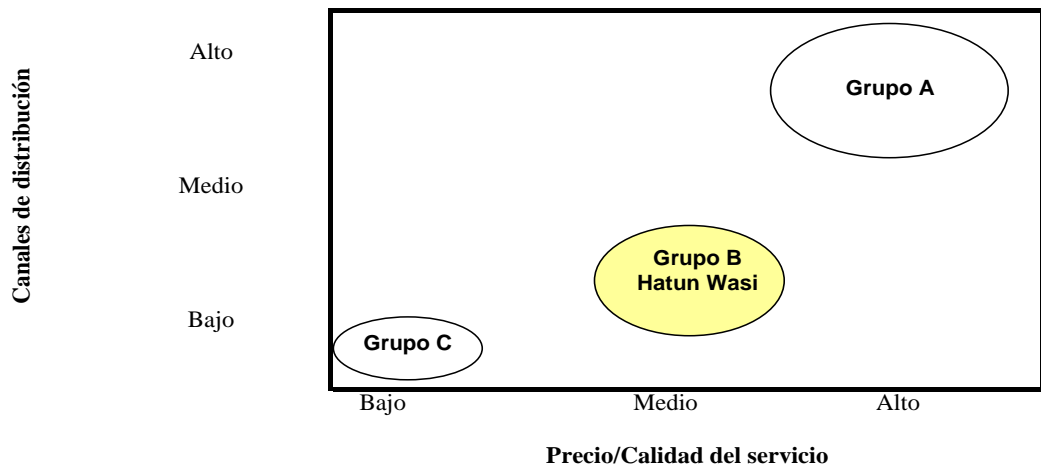 Canales de distribución
Alto
Medio
Bajo
Grupo A
Grupo B
Hatun Wasi
Grupo C
Bajo
Medio
Alto
Precio/Calidad del servicio